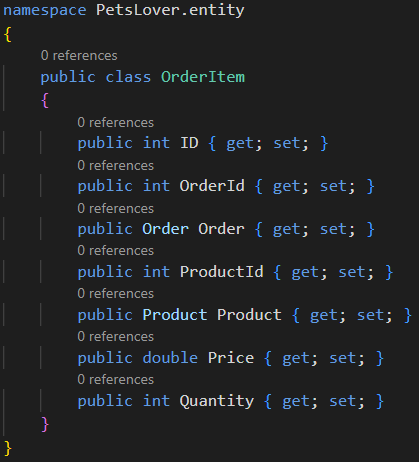 namespace PetsLover.entity
{
0 references
public class OrderItem
{
0 references
public int ID { get; set; }
0 references
public int OrderId { get; set; }
0 references
public Order Order { get; set; }
0 references
public int ProductId { get; set; }
0 references
public Product Product { get; set; }
0 references
public double Price { get; set; }
0 references
public int Quantity { get; set; }
}
}